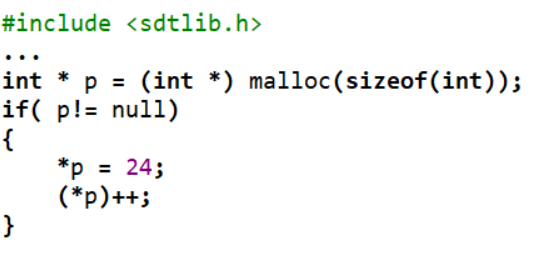 #include <sdtlib.h>
...
int * p = (int *) malloc(sizeof(int));
if( p!= null)
{
    *p = 24;
    (*p)++;
}